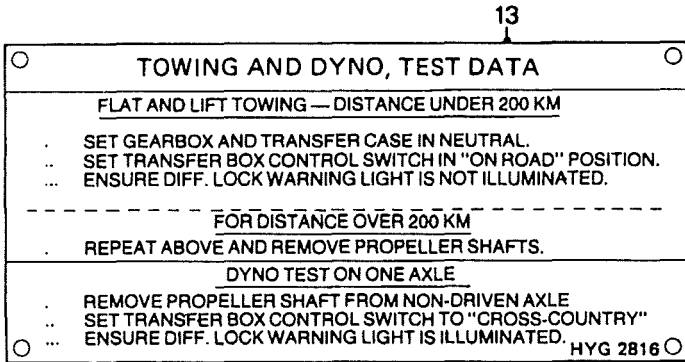 13
TOWING AND DYNO, TEST DATA
FLAT AND LIFT TOWING — DISTANCE UNDER 200 KM
. SET GEARBOX AND TRANSFER CASE IN NEUTRAL.
.. SET TRANSFER BOX CONTROL SWITCH IN "ON ROAD" POSITION.
... ENSURE DIFF. LOCK WARNING LIGHT IS NOT ILLUMINATED.
FOR DISTANCE OVER 200 KM
. REPEAT ABOVE AND REMOVE PROPELLER SHAFTS.
DYNO TEST ON ONE AXLE
. REMOVE PROPELLER SHAFT FROM NON-DRIVEN AXLE
.. SET TRANSFER BOX CONTROL SWITCH TO "CROSS-COUNTRY"
... ENSURE DIFF. LOCK WARNING LIGHT IS ILLUMINATED.
HYG 2816